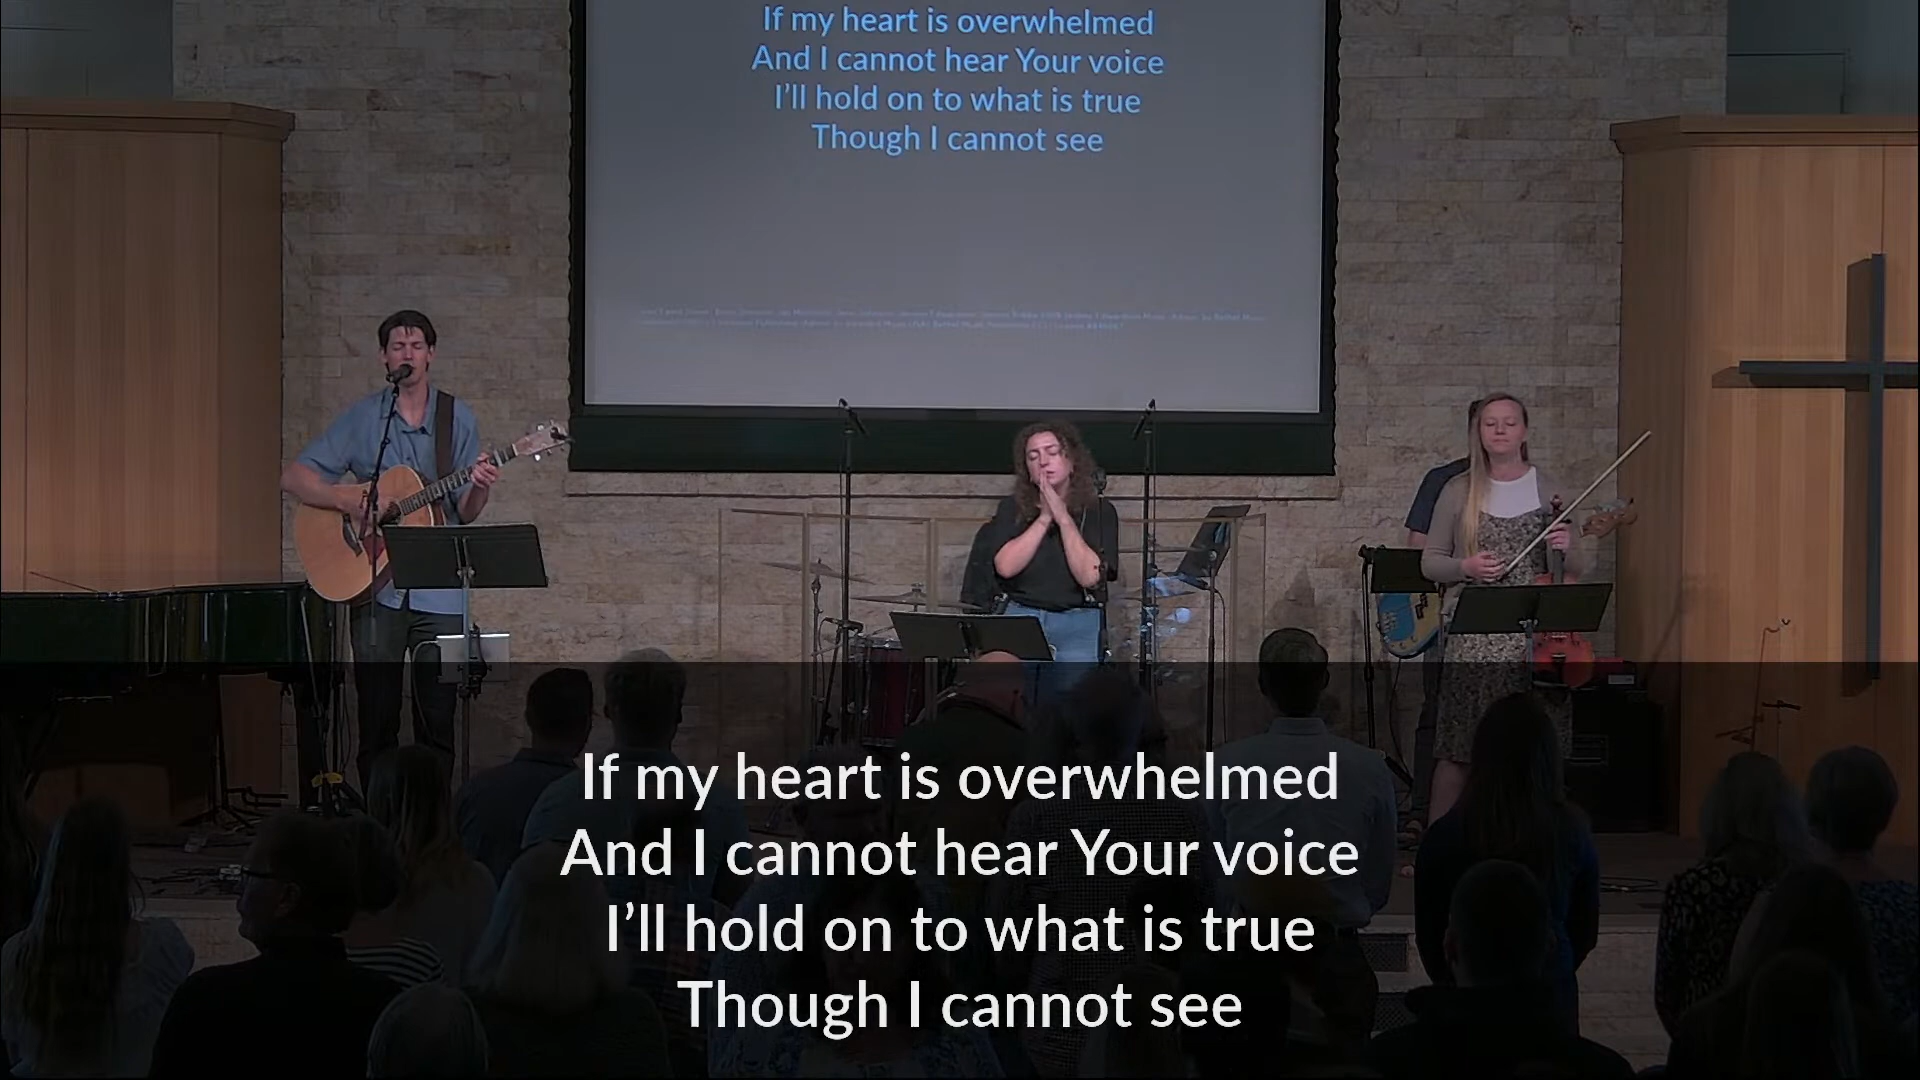 If my heart is overwhelmed
And I cannot hear Your voice
I'll hold on to what is true
Though I cannot see
If my heart is overwhelmed
And I cannot hear Your voice
I'll hold on to what is true
Though I cannot see